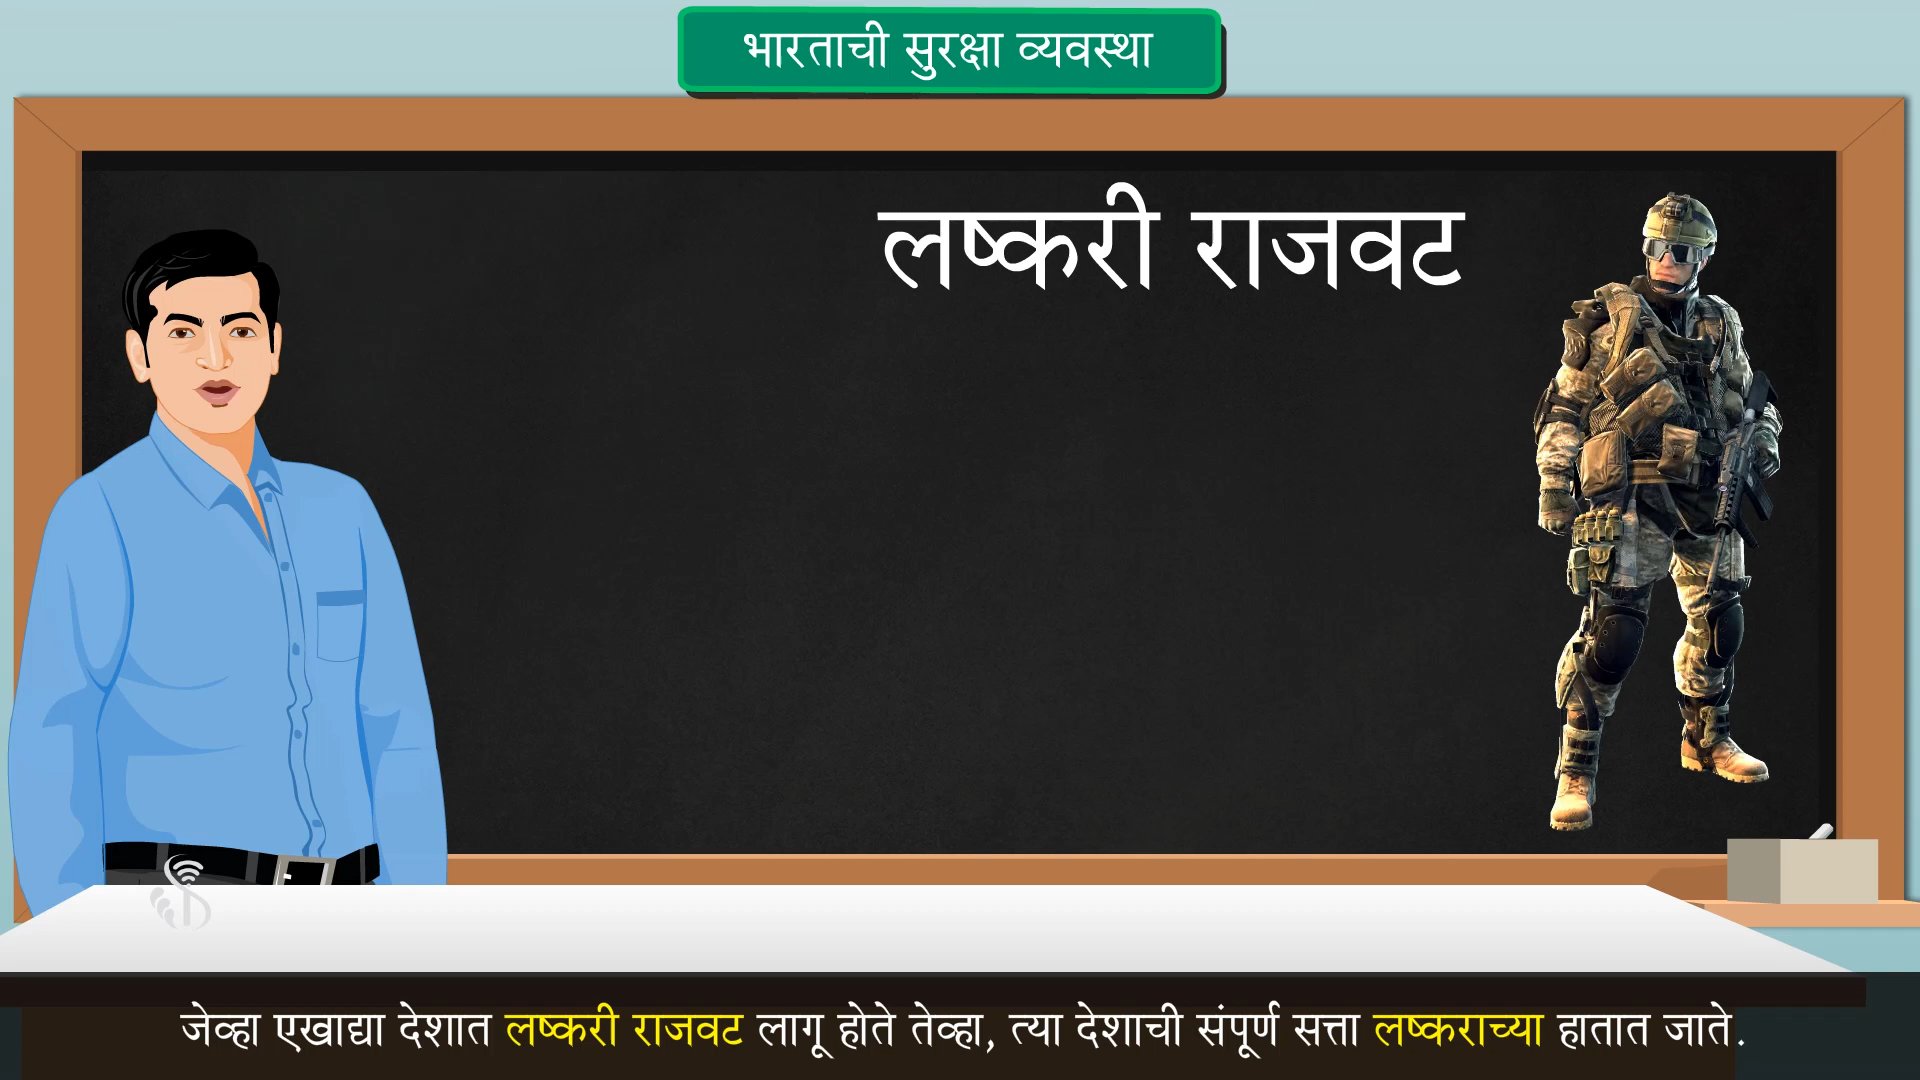 भारताची सुरक्षा व्यवस्था
लष्करी राजवट
जेव्हा एखाद्या देशात लष्करी राजवट लागू होते तेव्हा, त्या देशाची संपूर्ण सत्ता लष्कराच्या हातात जाते.